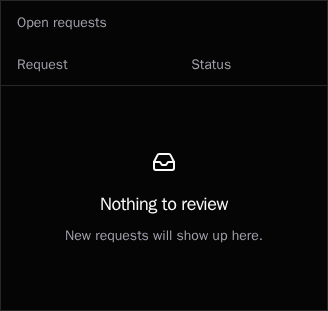 Open requests
Request Status
Nothing to review
New requests will show up here.